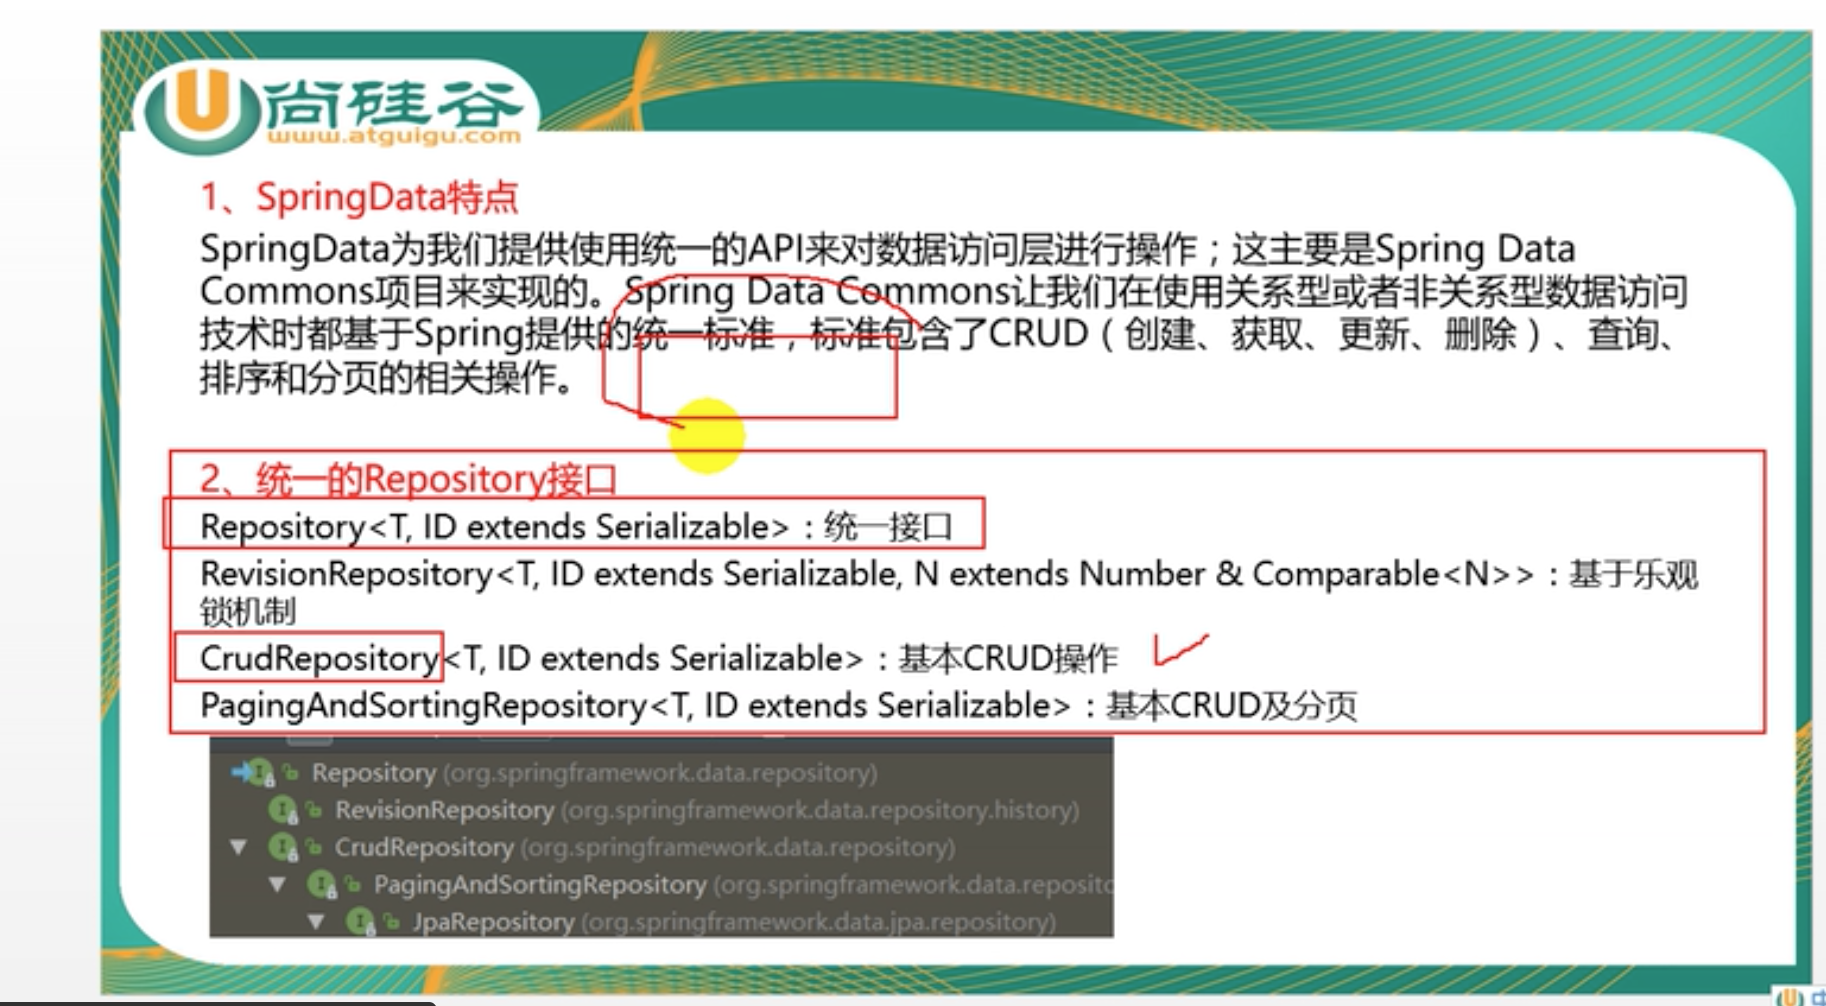 尚硅谷
www.atguigu.com
1、SpringData特点
SpringData为我们提供使用统一的API来对数据访问层进行操作；这主要是Spring Data
Commons项目来实现的。Spring Data Commons让我们在使用关系型或者非关系型数据访问
技术时都基于Spring提供的统一标准，标准包含了CRUD（创建、获取、更新、删除）、查询、
排序和分页的相关操作。
2、统一的Repository接口
Repository<T, ID extends Serializable>：统一接口
RevisionRepository<T, ID extends Serializable, N extends Number & Comparable<N>>：基于乐观
锁机制
CrudRepository<T, ID extends Serializable>：基本CRUD操作
PagingAndSortingRepository<T, ID extends Serializable>：基本CRUD及分页
Repository (org.springframework.data.repository)
RevisionRepository (org.springframework.data.repository.history)
CrudRepository (org.springframework.data.repository)
PagingAndSortingRepository (org.springframework.data.reposito
JpaRepository (org.springframework.data.jpa.repository)